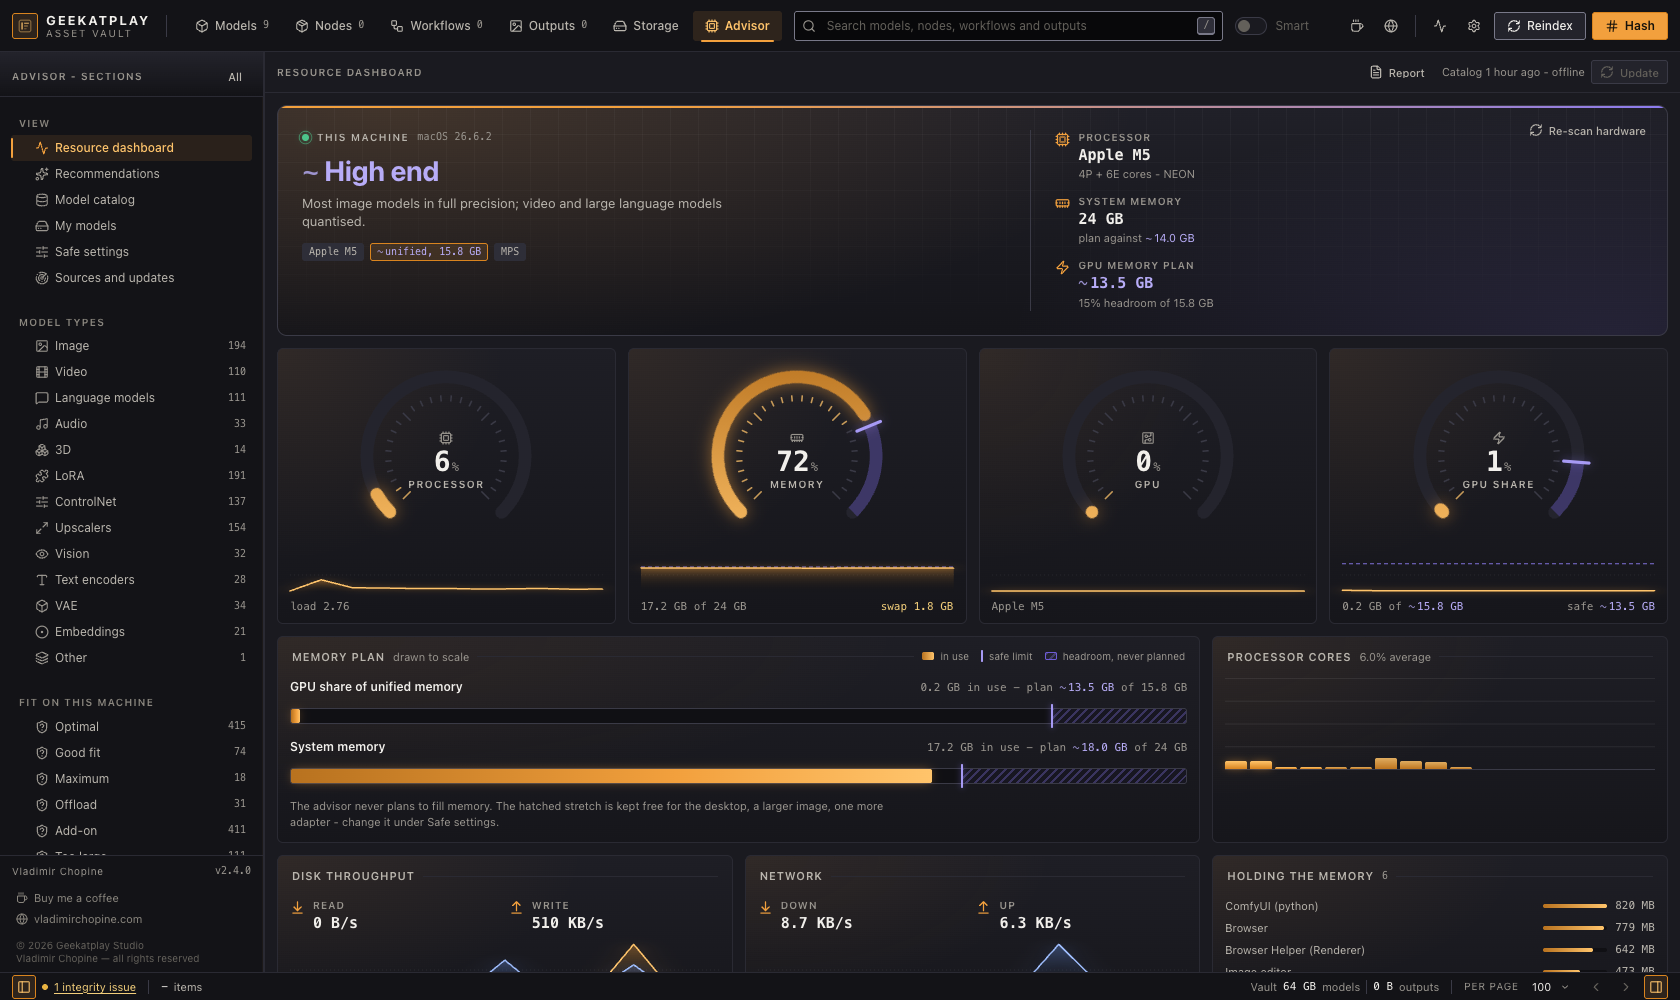 GEEKATPLAY
ASSET VAULT
Models 9
Nodes 0
Workflows 0
Outputs 0
Storage
Advisor
Search models, nodes, workflows and outputs
/
Smart
Reindex
# Hash
ADVISOR - SECTIONS
All
VIEW
Resource dashboard
Recommendations
Model catalog
My models
Safe settings
Sources and updates
MODEL TYPES
Image 194
Video 110
Language models 111
Audio 33
3D 14
LoRA 191
ControlNet 137
Upscalers 154
Vision 32
Text encoders 28
VAE 34
Embeddings 21
Other 1
FIT ON THIS MACHINE
Optimal 415
Good fit 74
Maximum 18
Offload 31
Add-on 411
Too large 111
Vladimir Chopine v2.4.0
Buy me a coffee
vladimirchopine.com
© 2026 Geekatplay Studio
Vladimir Chopine — all rights reserved
RESOURCE DASHBOARD
Report
Catalog 1 hour ago - offline
Update
THIS MACHINE macOS 26.6.2
~ High end
Most image models in full precision; video and large language models
quantised.
Apple M5
~unified, 15.8 GB
MPS
PROCESSOR
Apple M5
4P + 6E cores - NEON
SYSTEM MEMORY
24 GB
plan against ~14.0 GB
GPU MEMORY PLAN
~13.5 GB
15% headroom of 15.8 GB
Re-scan hardware
6%
PROCESSOR
load 2.76
72%
MEMORY
17.2 GB of 24 GB
swap 1.8 GB
0%
GPU
Apple M5
1%
GPU SHARE
0.2 GB of ~15.8 GB
safe ~13.5 GB
MEMORY PLAN drawn to scale
in use
safe limit
headroom, never planned
GPU share of unified memory
0.2 GB in use – plan ~13.5 GB of 15.8 GB
System memory
17.2 GB in use – plan ~18.0 GB of 24 GB
The advisor never plans to fill memory. The hatched stretch is kept free for the desktop, a larger image, one more
adapter - change it under Safe settings.
PROCESSOR CORES 6.0% average
DISK THROUGHPUT
READ
0 B/s
WRITE
510 KB/s
NETWORK
DOWN
8.7 KB/s
UP
6.3 KB/s
HOLDING THE MEMORY 6
ComfyUI (python) 820 MB
Browser 779 MB
Browser Helper (Renderer) 642 MB
Image editor 473 MB
1 integrity issue
– items
Vault 64 GB models
0 B outputs
PER PAGE 100